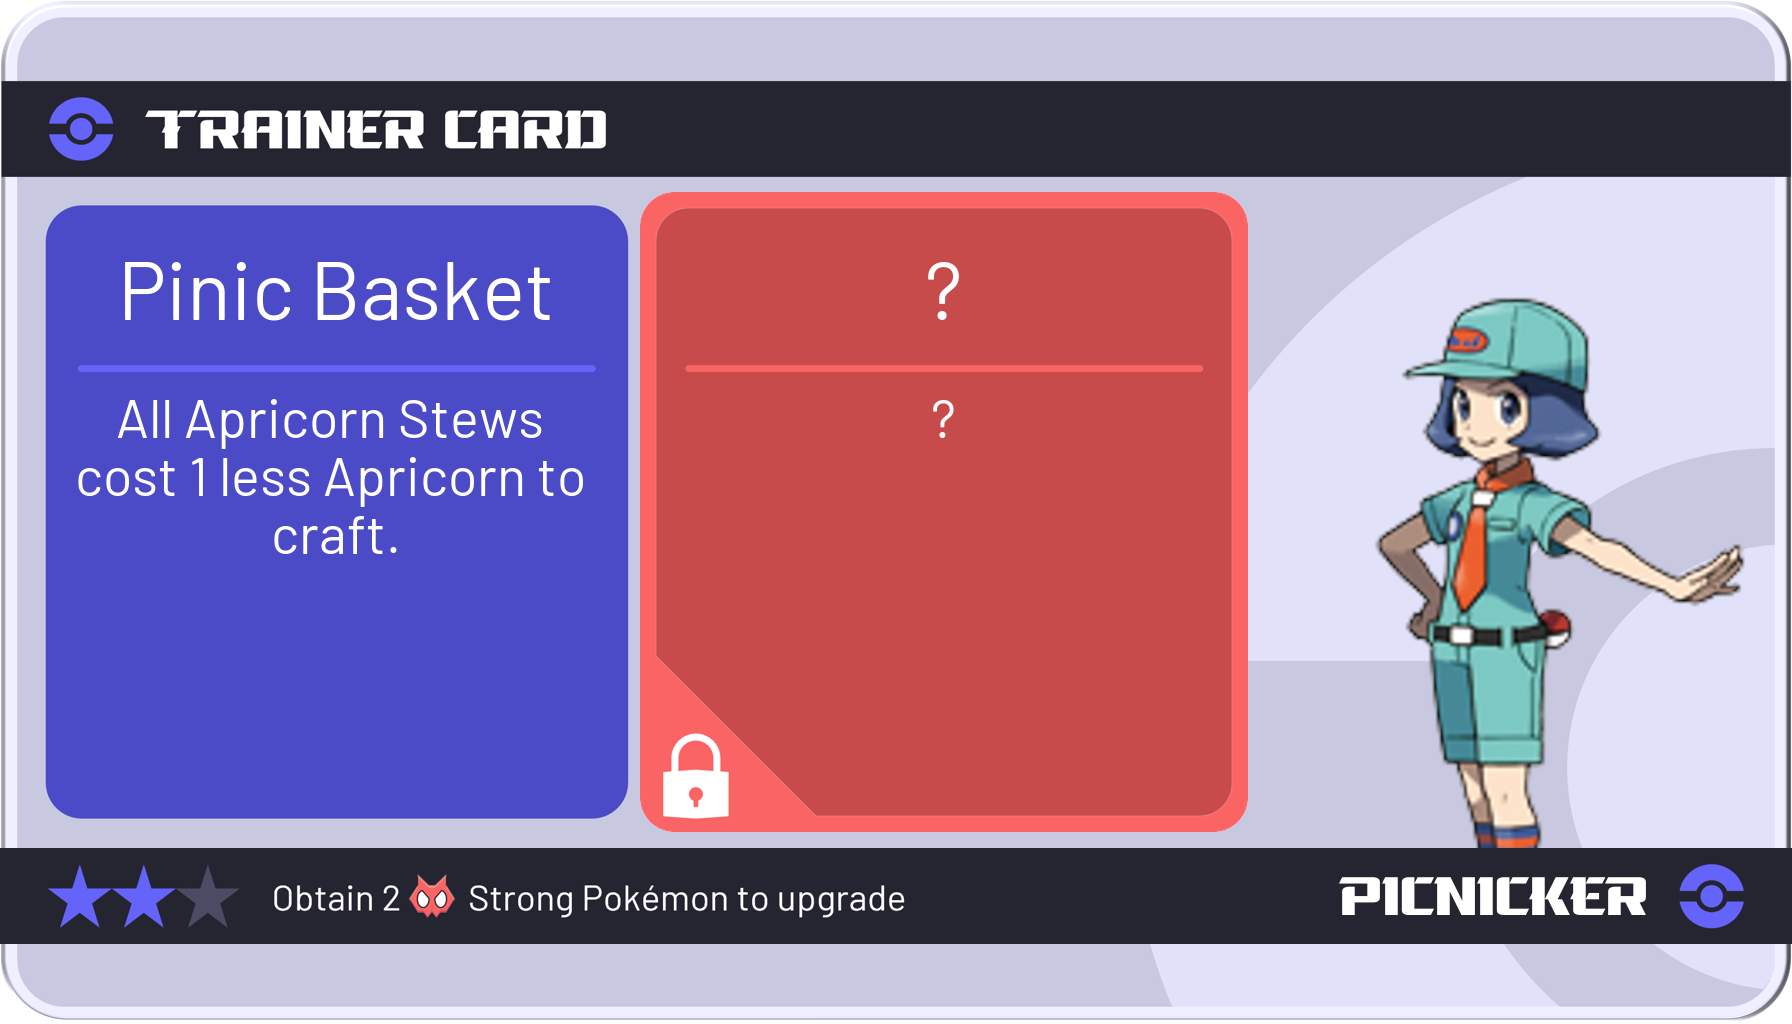 TRAINER CARD
Pinic Basket
All Apricorn Stews
cost 1 less Apricorn to
craft.
?
?
Obtain 2 Strong Pokémon to upgrade
PICNICKER